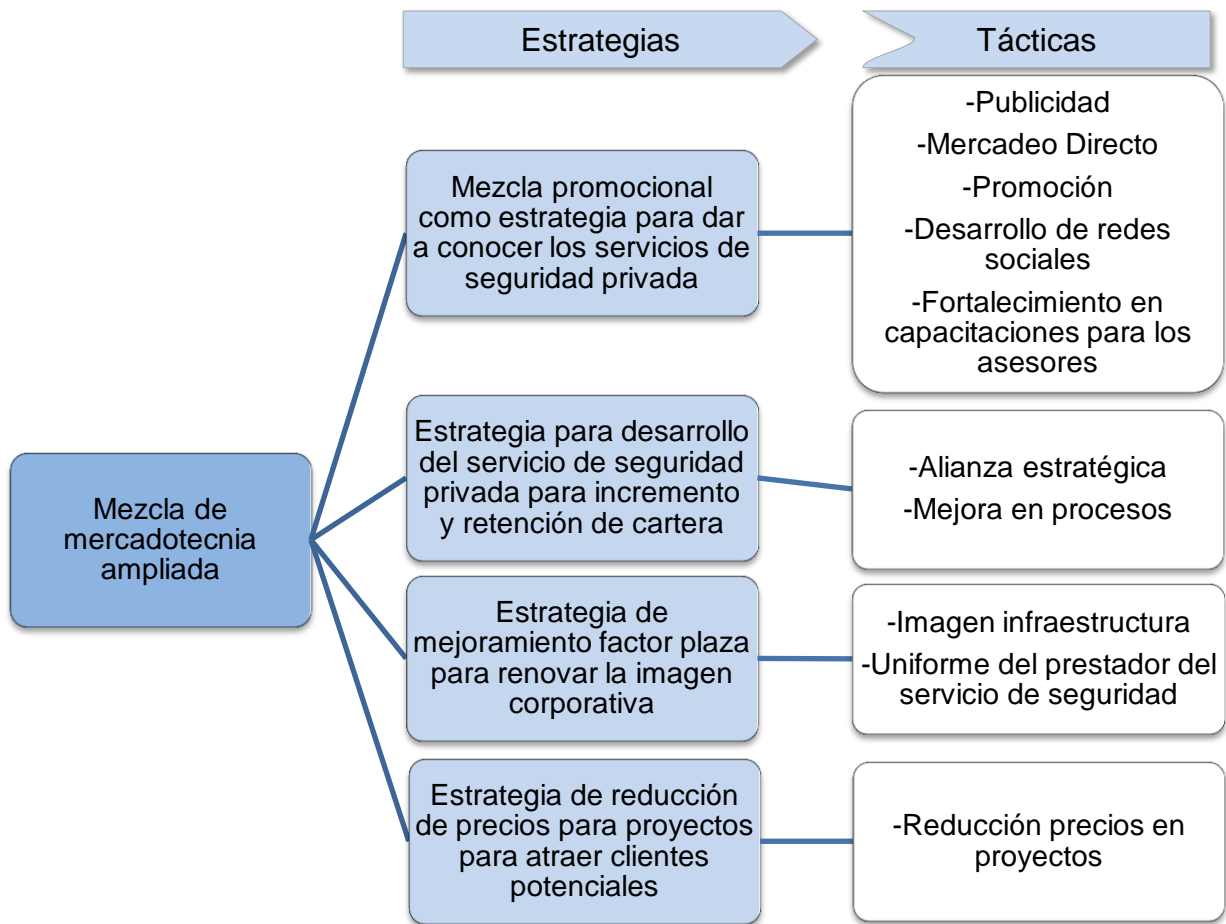 Estrategias
Tácticas
Mezcla de
mercadotecnia
ampliada
Mezcla promocional
como estrategia para dar
a conocer los servicios de
seguridad privada
-Publicidad
-Mercadeo Directo
-Promoción
-Desarrollo de redes
sociales
-Fortalecimiento en
capacitaciones para los
asesores
Estrategia para desarrollo
del servicio de seguridad
privada para incremento
y retención de cartera
-Alianza estratégica
-Mejora en procesos
Estrategia de
mejoramiento factor plaza
para renovar la imagen
corporativa
-Imagen infraestructura
-Uniforme del prestador del
servicio de seguridad
Estrategia de reducción
de precios para proyectos
para atraer clientes
potenciales
-Reducción precios en
proyectos